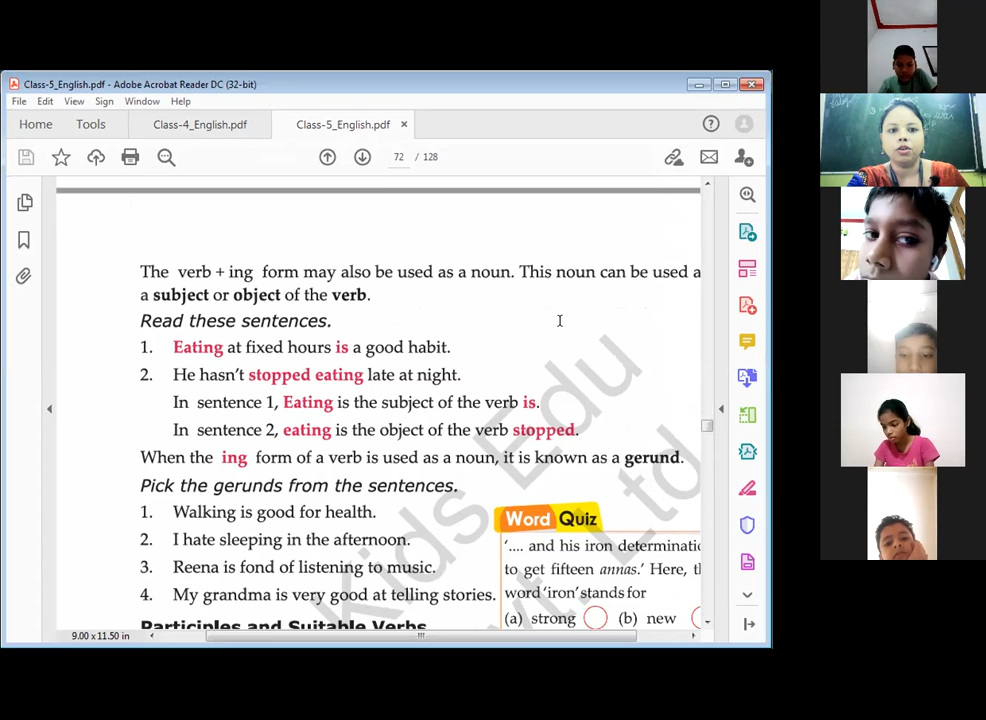 Class-5_English.pdf - Adobe Acrobat Reader DC (32-bit)
File Edit View Sign Window Help
Home Tools Class-4_English.pdf Class-5_English.pdf ×
72 / 128
The verb + ing form may also be used as a noun. This noun can be used a
a subject or object of the verb.
Read these sentences.
1. Eating at fixed hours is a good habit.
2. He hasn't stopped eating late at night.
In sentence 1, Eating is the subject of the verb is.
In sentence 2, eating is the object of the verb stopped.
When the ing form of a verb is used as a noun, it is known as a gerund.
Pick the gerunds from the sentences.
1. Walking is good for health.
2. I hate sleeping in the afternoon.
3. Reena is fond of listening to music.
4. My grandma is very good at telling stories.
Participles and Suitable Verbs
Word Quiz
'.... and his iron determinatio
to get fifteen annas.' Here, th
word 'iron' stands for
(a) strong (b) new
Kids Edu
vt. Ltd
9.00 x 11.50 in